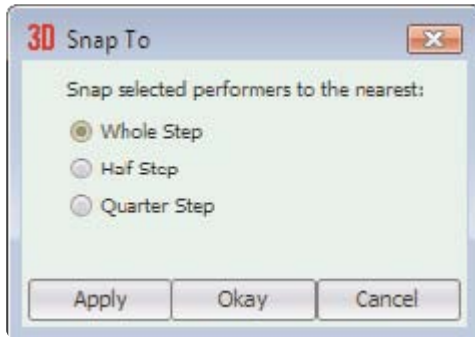 3D Snap To
Snap selected performers to the nearest:
Whole Step
Half Step
Quarter Step
Apply Okay Cancel